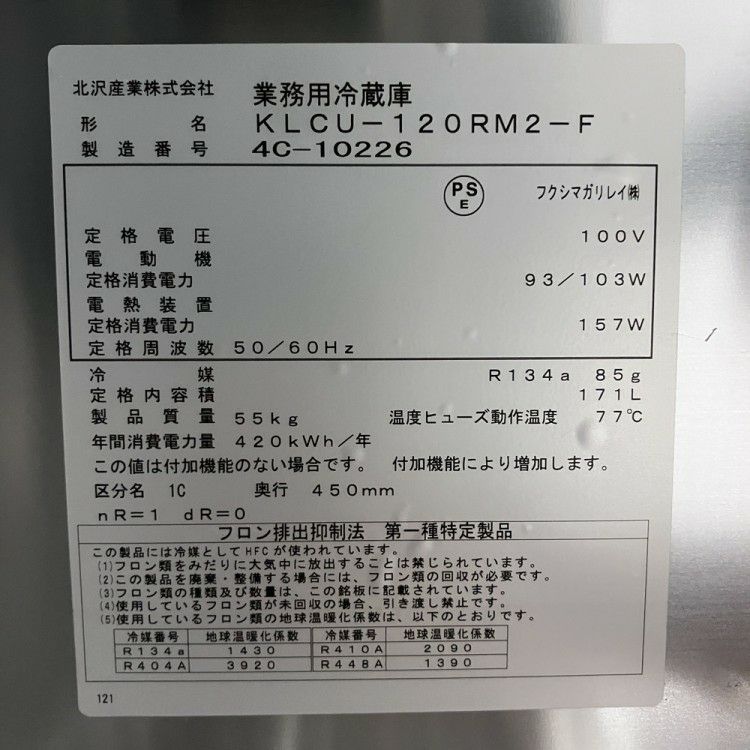 北沢産業株式会社 業務用冷蔵庫
形名 KLCU-120RM2-F
製造番号 4C-10226
PS E フクシマガリレイ㈱
定格電圧 100V
電動機
定格消費電力 93/103W
電熱装置
定格消費電力 157W
定格周波数 50/60Hz
冷媒 R134a 85g
定格内容積 171L
製品質量 55kg 温度ヒューズ動作温度 77℃
年間消費電力量 420kWh/年
この値は付加機能のない場合です。 付加機能により増加します。
区分名 1C 奥行 450mm
nR=1 dR=0
フロン排出抑制法 第一種特定製品
この製品には冷媒としてHFCが使われています。
(1)フロン類をみだりに大気中に放出することは禁じられています。
(2)この製品を廃棄・整備する場合には、フロン類の回収が必要です。
(3)フロン類の種類及び数量は、この銘板に記載されています。
(4)使用しているフロン類が未回収の場合、引き渡し禁止です。
(5)使用しているフロン類の地球温暖化係数は、以下のとおりです。
冷媒番号 地球温暖化係数 冷媒番号 地球温暖化係数
R134a 1430 R410A 2090
R404A 3920 R448A 1390
121